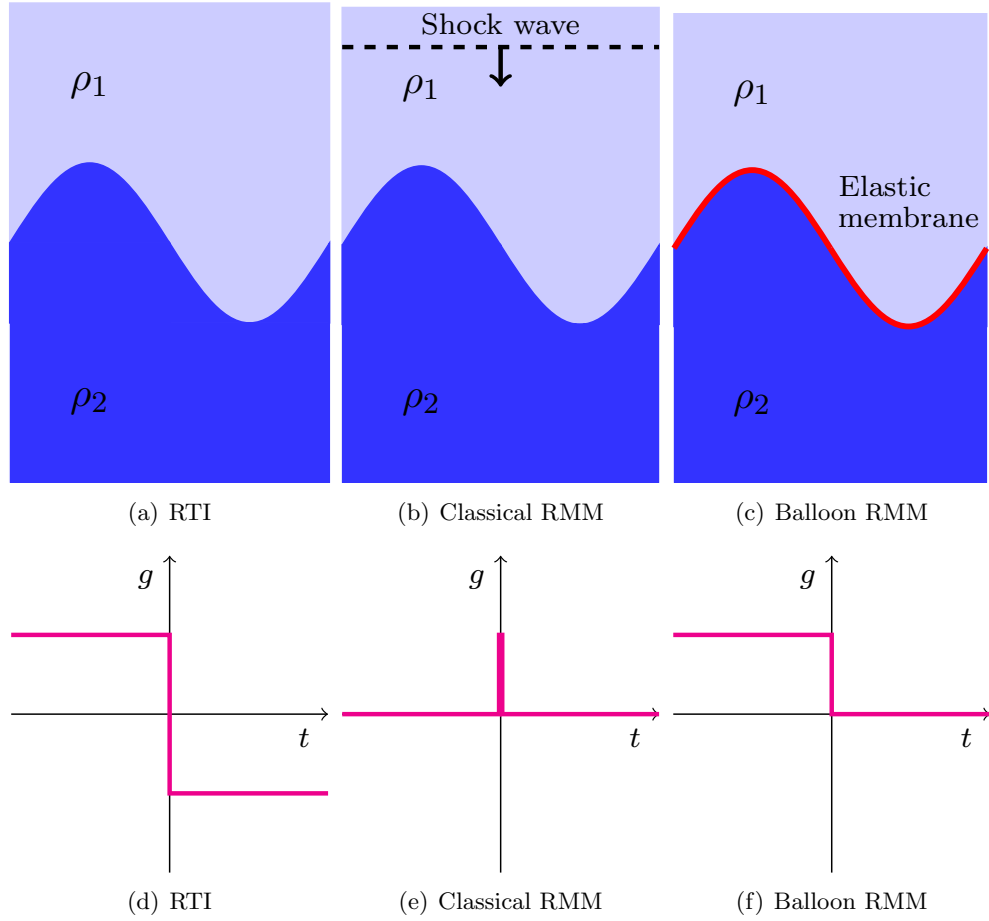 Shock wave
ρ1
ρ1
ρ1
Elastic
membrane
ρ2
ρ2
ρ2
(a) RTI
(b) Classical RMM
(c) Balloon RMM
g
g
g
t
t
t
(d) RTI
(e) Classical RMM
(f) Balloon RMM